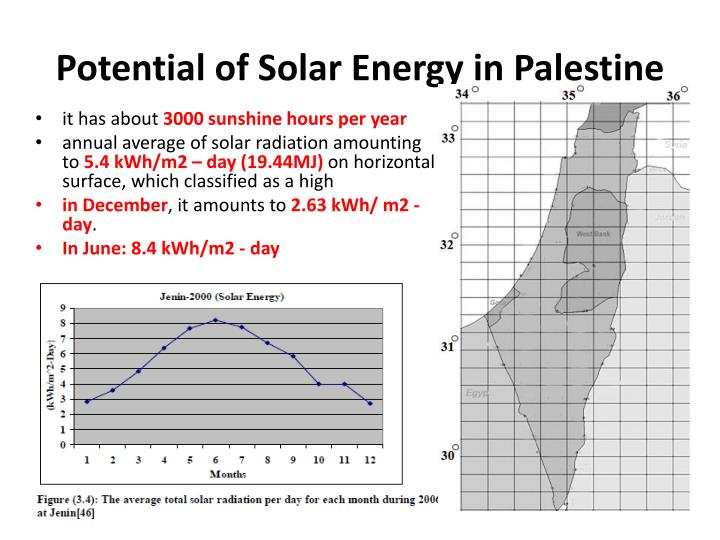 Potential of Solar Energy in Palestine
• it has about 3000 sunshine hours per year
• annual average of solar radiation amounting
to 5.4 kWh/m2 – day (19.44MJ) on horizontal
surface, which classified as a high
• in December, it amounts to 2.63 kWh/ m2 -
day.
• In June: 8.4 kWh/m2 - day
Jenin-2000 (Solar Energy)
(kWh/m^2-Day)
9
8
7
6
5
4
3
2
1
0
1 2 3 4 5 6 7 8 9 10 11 12
Months
Figure (3.4): The average total solar radiation per day for each month during 200
at Jenin[46]
34° 35° 36°
33°
Syria
Jordan
32°
West Bank
31°
Egypt
30°